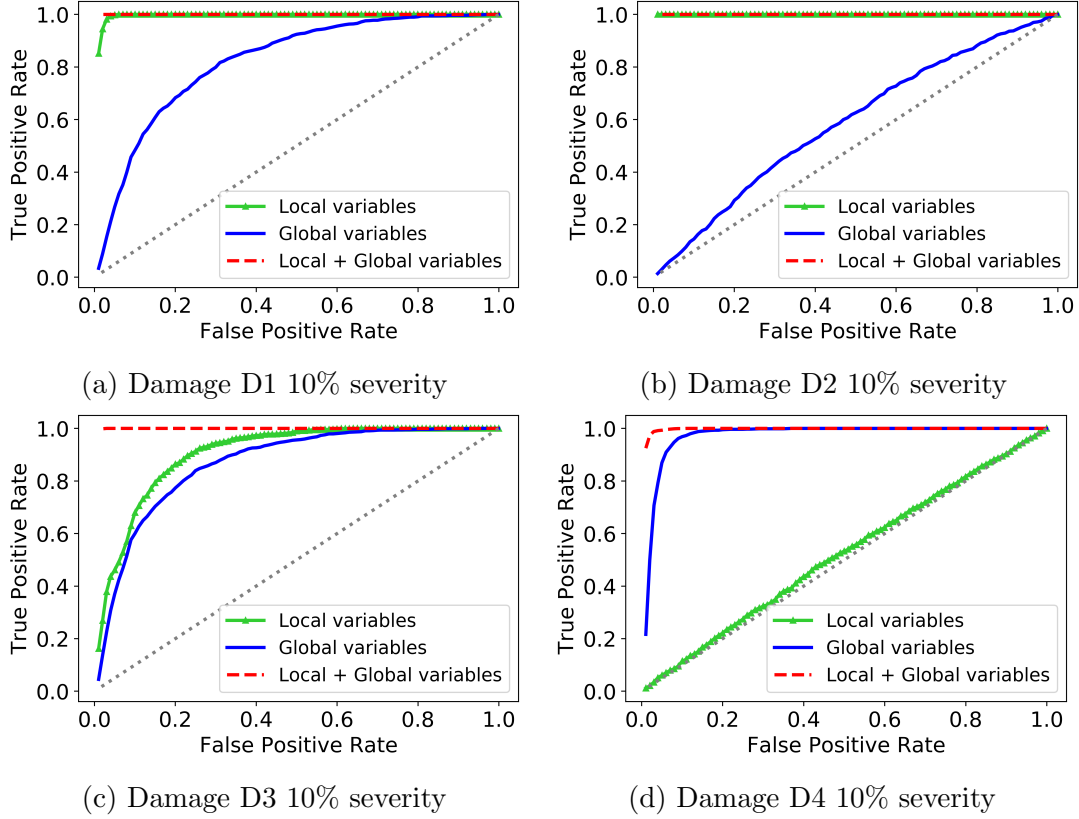 1.0
0.8
0.6
0.4
0.2
0.0
True Positive Rate
Local variables
Global variables
Local + Global variables
0.0 0.2 0.4 0.6 0.8 1.0
False Positive Rate
(a) Damage D1 10% severity
1.0
0.8
0.6
0.4
0.2
0.0
True Positive Rate
Local variables
Global variables
Local + Global variables
0.0 0.2 0.4 0.6 0.8 1.0
False Positive Rate
(b) Damage D2 10% severity
1.0
0.8
0.6
0.4
0.2
0.0
True Positive Rate
Local variables
Global variables
Local + Global variables
0.0 0.2 0.4 0.6 0.8 1.0
False Positive Rate
(c) Damage D3 10% severity
1.0
0.8
0.6
0.4
0.2
0.0
True Positive Rate
Local variables
Global variables
Local + Global variables
0.0 0.2 0.4 0.6 0.8 1.0
False Positive Rate
(d) Damage D4 10% severity